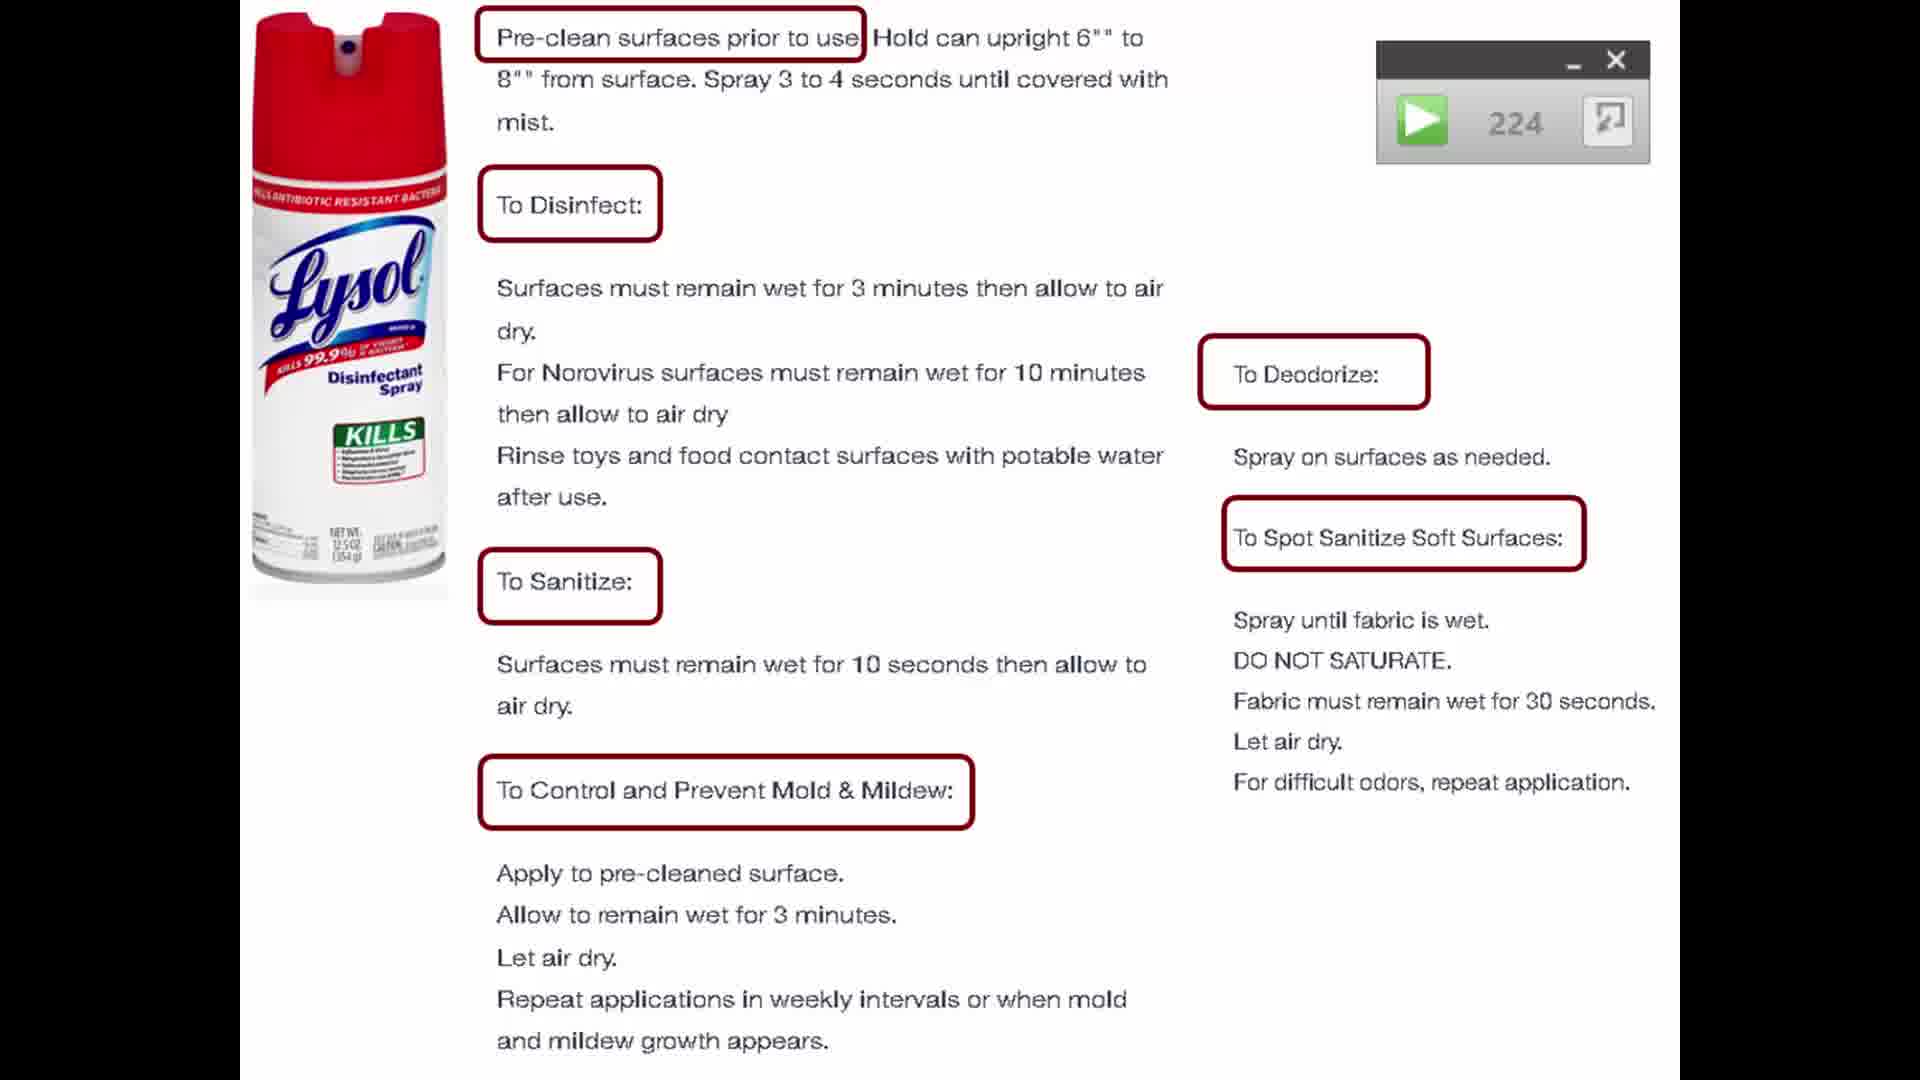 KILLS ANTIBIOTIC RESISTANT BACTERIA
Lysol
KILLS 99.9% OF VIRUSES & BACTERIA
Disinfectant
Spray
KILLS
NET WT.
12.5 OZ.
(354 g)
CAUTION:
Pre-clean surfaces prior to use. Hold can upright 6"" to
8"" from surface. Spray 3 to 4 seconds until covered with
mist.
To Disinfect:
Surfaces must remain wet for 3 minutes then allow to air
dry.
For Norovirus surfaces must remain wet for 10 minutes
then allow to air dry
Rinse toys and food contact surfaces with potable water
after use.
To Sanitize:
Surfaces must remain wet for 10 seconds then allow to
air dry.
To Control and Prevent Mold & Mildew:
Apply to pre-cleaned surface.
Allow to remain wet for 3 minutes.
Let air dry.
Repeat applications in weekly intervals or when mold
and mildew growth appears.
224
To Deodorize:
Spray on surfaces as needed.
To Spot Sanitize Soft Surfaces:
Spray until fabric is wet.
DO NOT SATURATE.
Fabric must remain wet for 30 seconds.
Let air dry.
For difficult odors, repeat application.